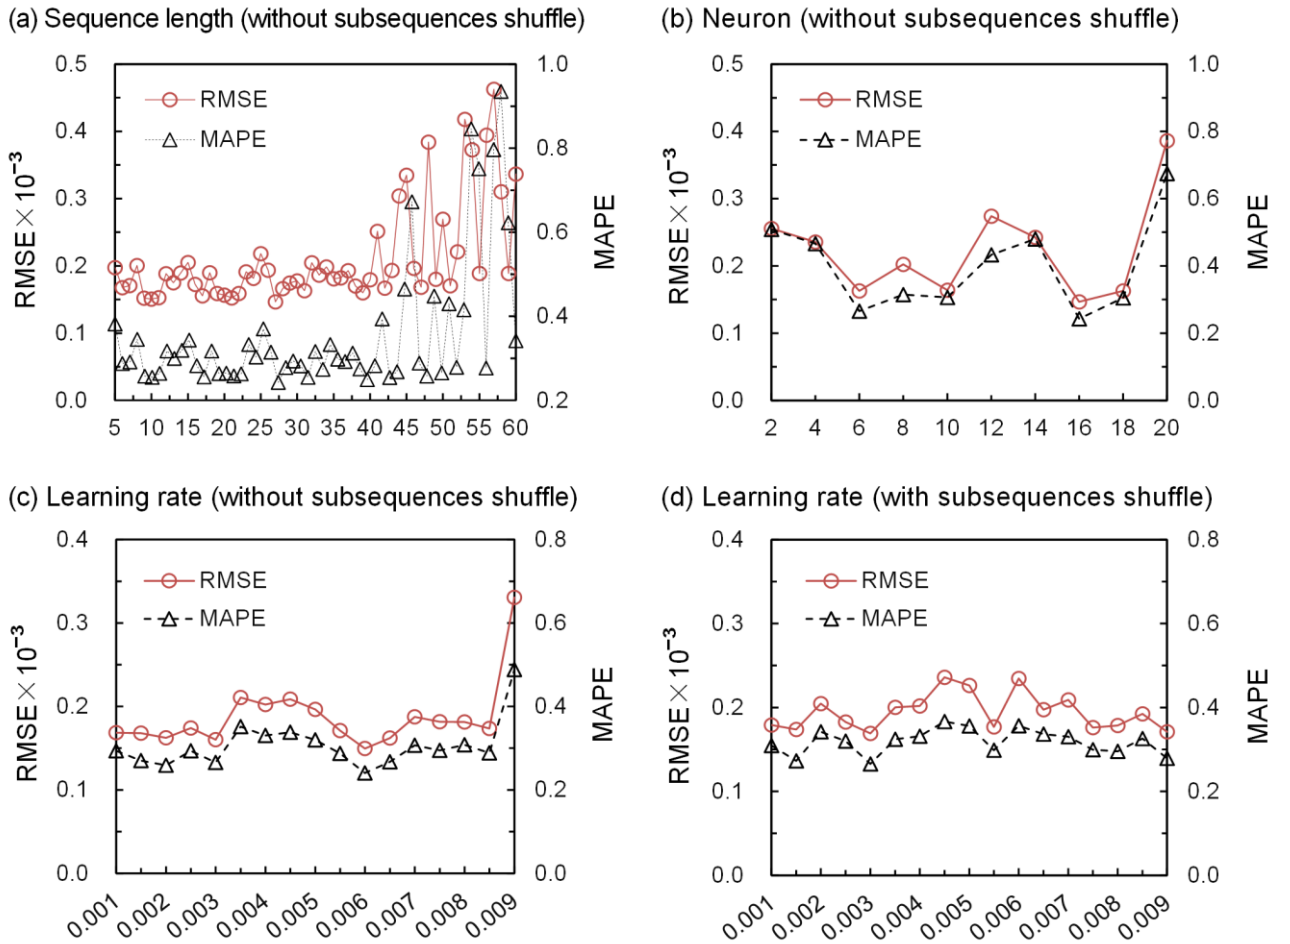 (a) Sequence length (without subsequences shuffle)
0.5
0.4
0.3
0.2
0.1
0.0
RMSE×10⁻³
RMSE
MAPE
1.0
0.8
0.6
0.4
0.2
MAPE
5 10 15 20 25 30 35 40 45 50 55 60
(b) Neuron (without subsequences shuffle)
0.5
0.4
0.3
0.2
0.1
0.0
RMSE×10⁻³
RMSE
MAPE
1.0
0.8
0.6
0.4
0.2
0.0
MAPE
2 4 6 8 10 12 14 16 18 20
(c) Learning rate (without subsequences shuffle)
0.4
0.3
0.2
0.1
0.0
RMSE×10⁻³
RMSE
MAPE
0.8
0.6
0.4
0.2
0.0
MAPE
0.001 0.002 0.003 0.004 0.005 0.006 0.007 0.008 0.009
(d) Learning rate (with subsequences shuffle)
0.4
0.3
0.2
0.1
0.0
RMSE×10⁻³
RMSE
MAPE
0.8
0.6
0.4
0.2
0.0
MAPE
0.001 0.002 0.003 0.004 0.005 0.006 0.007 0.008 0.009